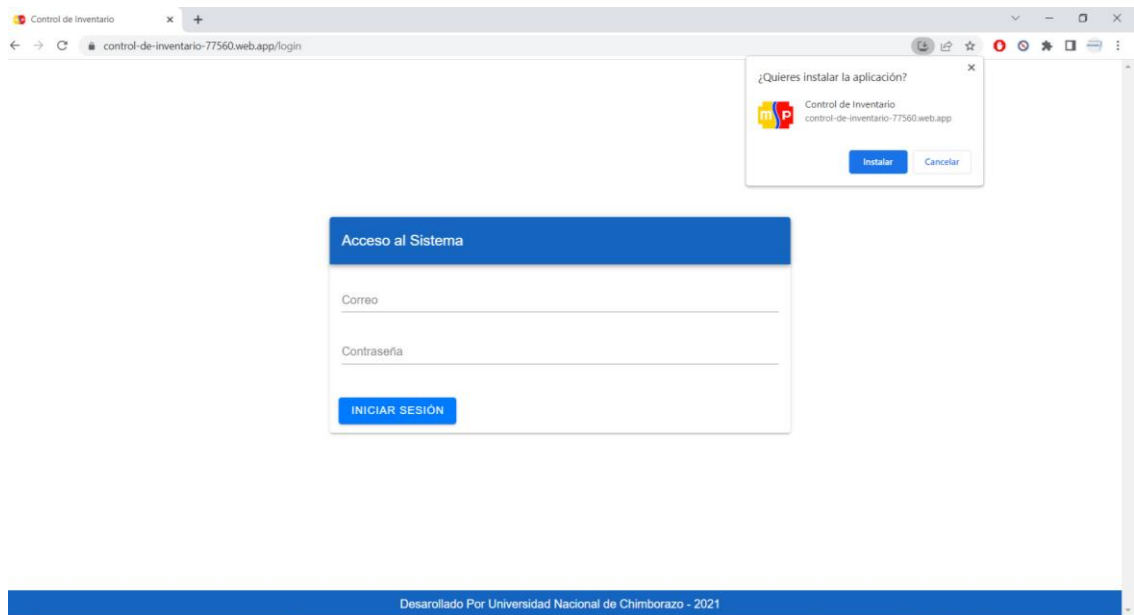 Control de Inventario
control-de-inventario-77560.web.app/login
¿Quieres instalar la aplicación?
msp
Control de Inventario
control-de-inventario-77560.web.app
Instalar
Cancelar
Acceso al Sistema
Correo
Contraseña
INICIAR SESIÓN
Desarollado Por Universidad Nacional de Chimborazo - 2021